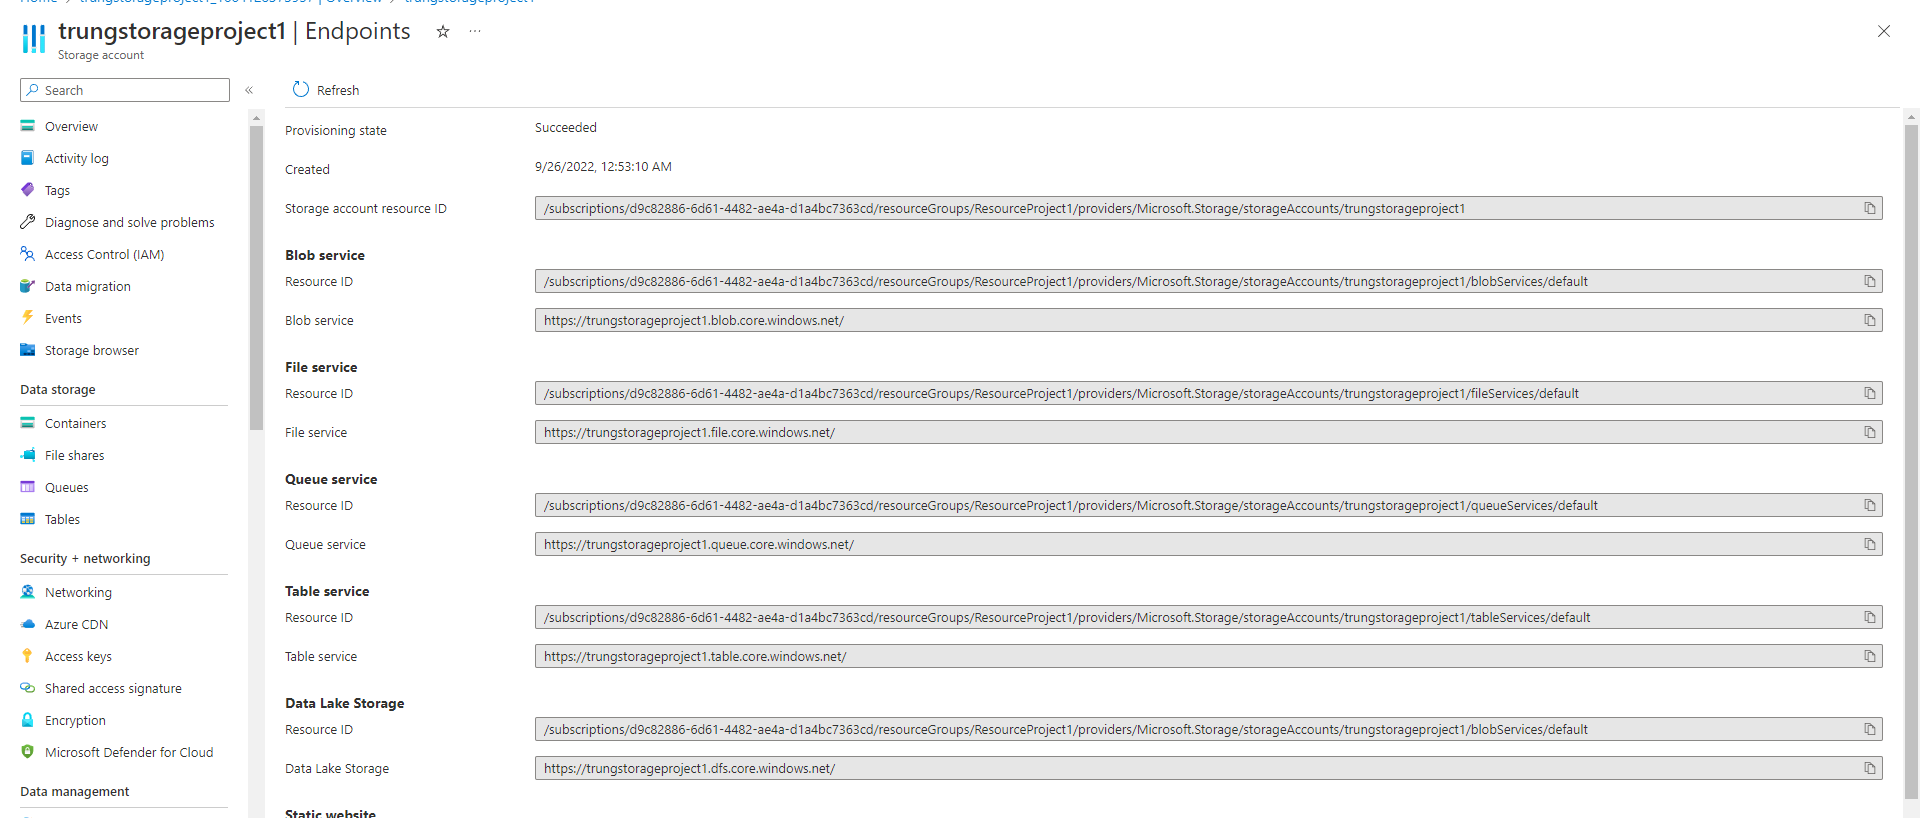 trungstorageproject1 | Endpoints
Storage account
Search
Refresh
Overview
Activity log
Tags
Diagnose and solve problems
Access Control (IAM)
Data migration
Events
Storage browser
Data storage
Containers
File shares
Queues
Tables
Security + networking
Networking
Azure CDN
Access keys
Shared access signature
Encryption
Microsoft Defender for Cloud
Data management
Provisioning state Succeeded
Created 9/26/2022, 12:53:10 AM
Storage account resource ID /subscriptions/d9c82886-6d61-4482-ae4a-d1a4bc7363cd/resourceGroups/ResourceProject1/providers/Microsoft.Storage/storageAccounts/trungstorageproject1
Blob service
Resource ID /subscriptions/d9c82886-6d61-4482-ae4a-d1a4bc7363cd/resourceGroups/ResourceProject1/providers/Microsoft.Storage/storageAccounts/trungstorageproject1/blobServices/default
Blob service https://trungstorageproject1.blob.core.windows.net/
File service
Resource ID /subscriptions/d9c82886-6d61-4482-ae4a-d1a4bc7363cd/resourceGroups/ResourceProject1/providers/Microsoft.Storage/storageAccounts/trungstorageproject1/fileServices/default
File service https://trungstorageproject1.file.core.windows.net/
Queue service
Resource ID /subscriptions/d9c82886-6d61-4482-ae4a-d1a4bc7363cd/resourceGroups/ResourceProject1/providers/Microsoft.Storage/storageAccounts/trungstorageproject1/queueServices/default
Queue service https://trungstorageproject1.queue.core.windows.net/
Table service
Resource ID /subscriptions/d9c82886-6d61-4482-ae4a-d1a4bc7363cd/resourceGroups/ResourceProject1/providers/Microsoft.Storage/storageAccounts/trungstorageproject1/tableServices/default
Table service https://trungstorageproject1.table.core.windows.net/
Data Lake Storage
Resource ID /subscriptions/d9c82886-6d61-4482-ae4a-d1a4bc7363cd/resourceGroups/ResourceProject1/providers/Microsoft.Storage/storageAccounts/trungstorageproject1/blobServices/default
Data Lake Storage https://trungstorageproject1.dfs.core.windows.net/
Static website